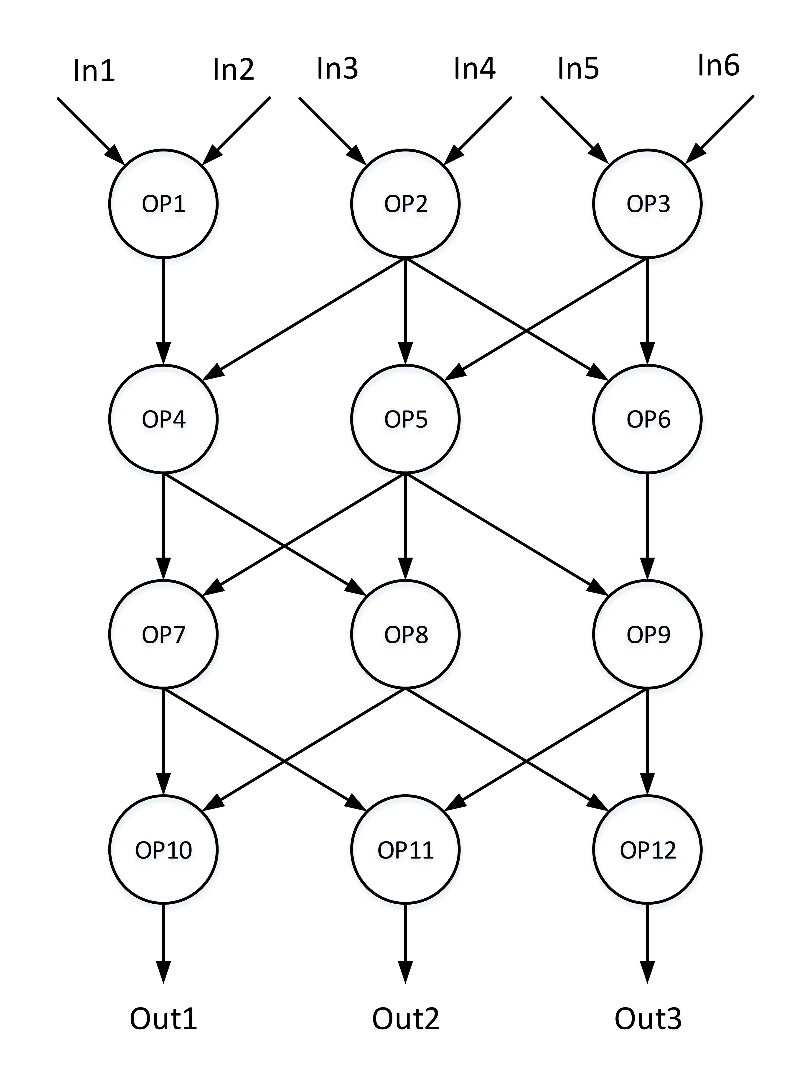 In1 In2 In3 In4 In5 In6
OP1 OP2 OP3
OP4 OP5 OP6
OP7 OP8 OP9
OP10 OP11 OP12
Out1 Out2 Out3